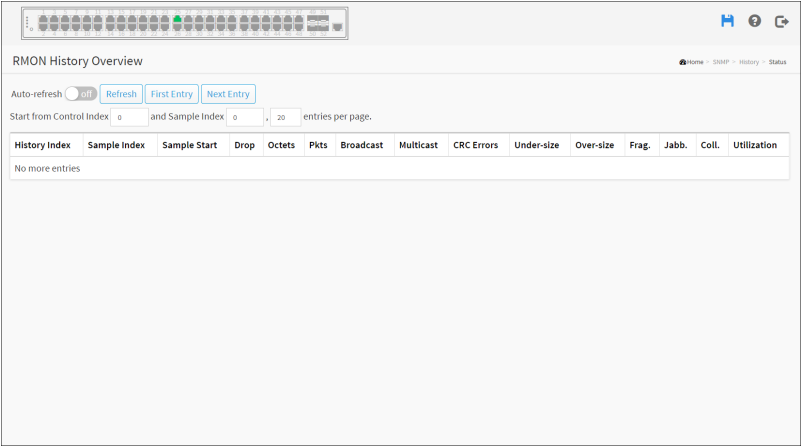 RMON History Overview
Home > SNMP > History > Status
Auto-refresh off Refresh First Entry Next Entry
Start from Control Index 0 and Sample Index 0 , 20 entries per page.
History Index Sample Index Sample Start Drop Octets Pkts Broadcast Multicast CRC Errors Under-size Over-size Frag. Jabb. Coll. Utilization
No more entries